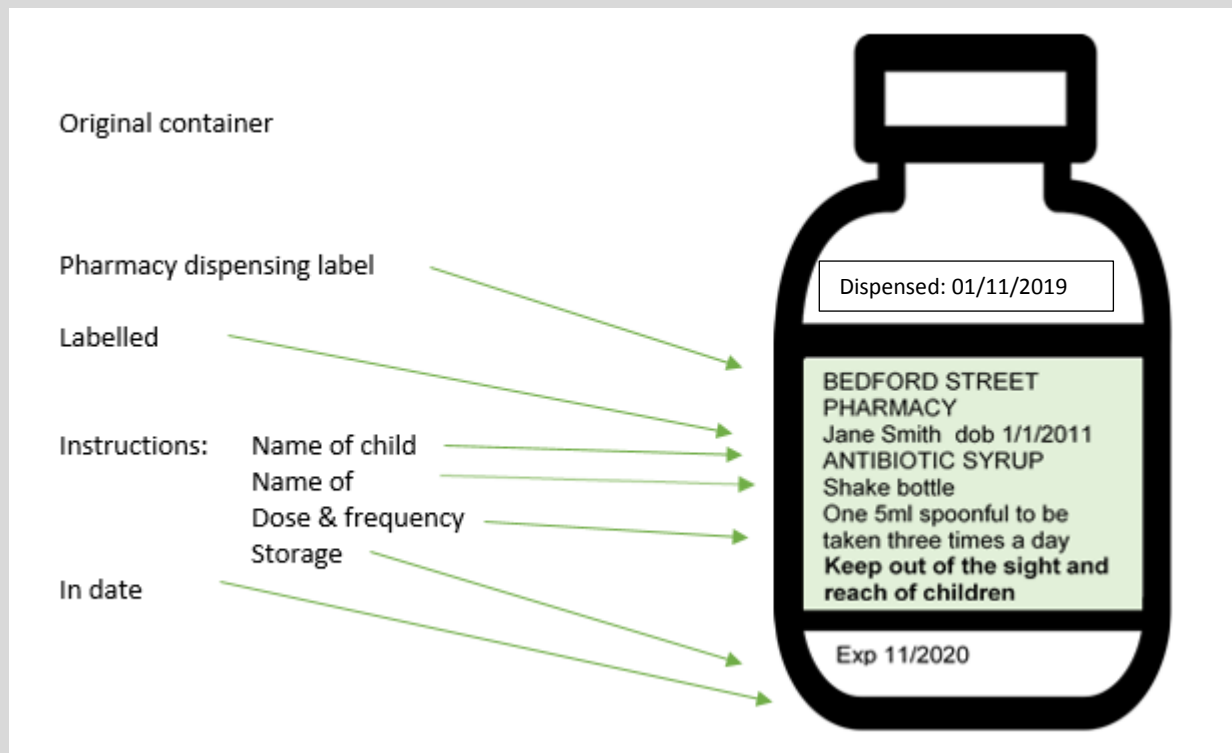 Original container
Pharmacy dispensing label
Labelled
Instructions: Name of child
Name of
Dose & frequency
Storage
In date
Dispensed: 01/11/2019
BEDFORD STREET
PHARMACY
Jane Smith dob 1/1/2011
ANTIBIOTIC SYRUP
Shake bottle
One 5ml spoonful to be
taken three times a day
Keep out of the sight and
reach of children
Exp 11/2020